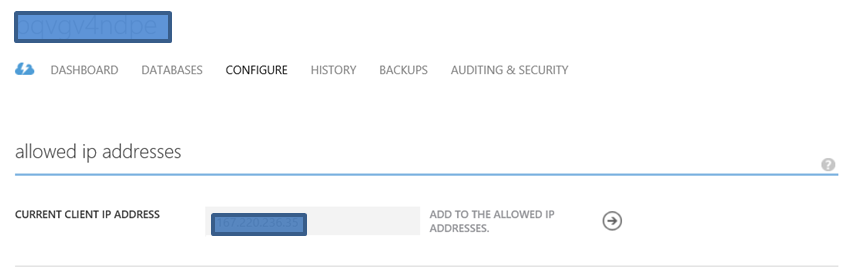 DASHBOARD DATABASES CONFIGURE HISTORY BACKUPS AUDITING & SECURITY
allowed ip addresses
?
CURRENT CLIENT IP ADDRESS
ADD TO THE ALLOWED IP
ADDRESSES.